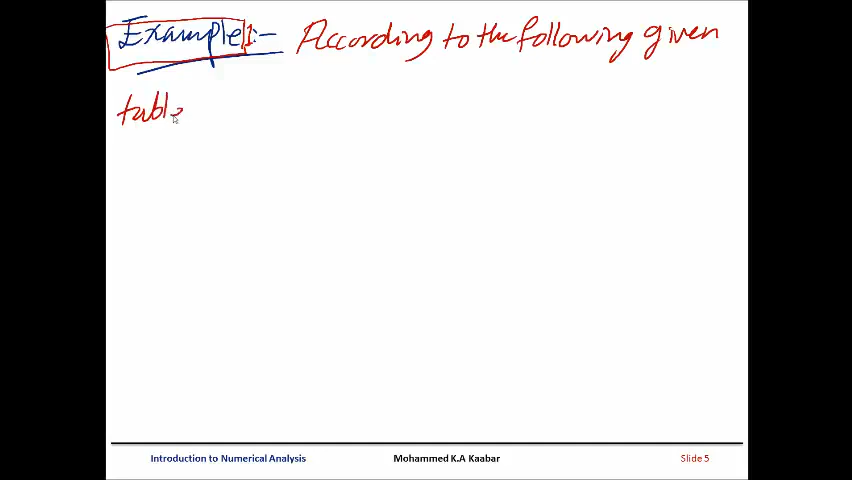 Example 1:- According to the following given
table
Introduction to Numerical Analysis Mohammed K.A Kaabar Slide 5